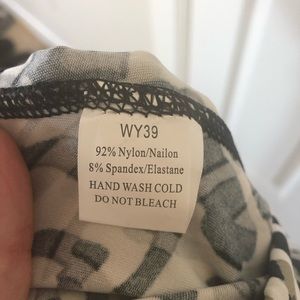 WY39
92% Nylon/Nailon
8% Spandex/Elastane
HAND WASH COLD
DO NOT BLEACH